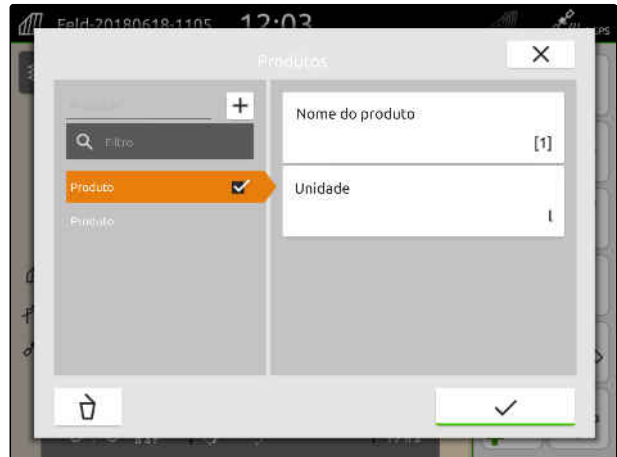 Feld-20180618-1105 12:03
Produtos
Nome do produto
[1]
Filtro
Produto
Unidade
l
Produto